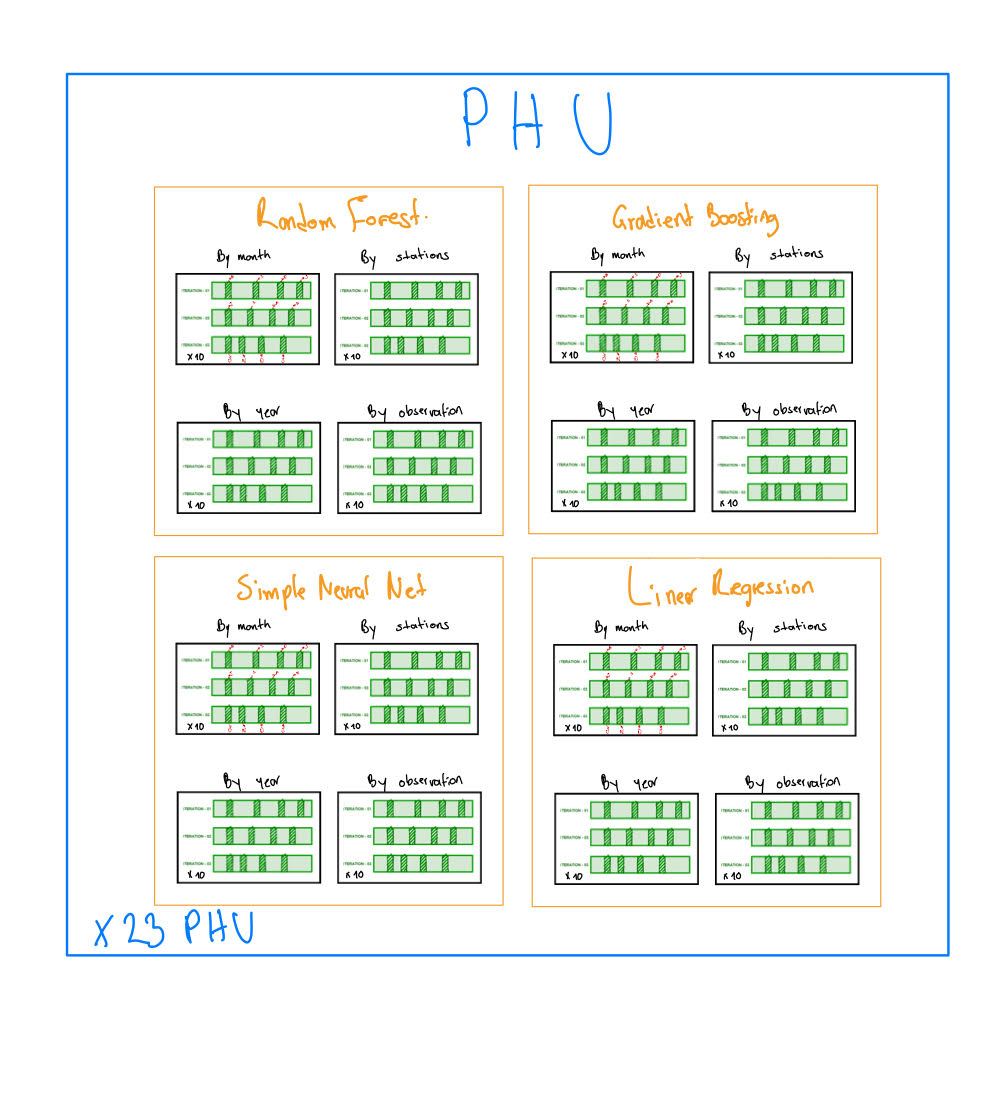 PHU
Random Forest.
By month
By stations
ITERATION - 01
ITERATION - 02
ITERATION - 03
x 10
ITERATION - 01
ITERATION - 02
ITERATION - 03
x 10
By year
By observation
ITERATION - 01
ITERATION - 02
ITERATION - 03
x 10
ITERATION - 01
ITERATION - 02
ITERATION - 03
x 10
Gradient Boosting
By month
By stations
ITERATION - 01
ITERATION - 02
ITERATION - 03
x 10
ITERATION - 01
ITERATION - 02
ITERATION - 03
x 10
By year
By observation
ITERATION - 01
ITERATION - 02
ITERATION - 03
x 10
ITERATION - 01
ITERATION - 02
ITERATION - 03
x 10
Simple Neural Net
By month
By stations
ITERATION - 01
ITERATION - 02
ITERATION - 03
x 10
ITERATION - 01
ITERATION - 02
ITERATION - 03
x 10
By year
By observation
ITERATION - 01
ITERATION - 02
ITERATION - 03
x 10
ITERATION - 01
ITERATION - 02
ITERATION - 03
x 10
Linear Regression
By month
By stations
ITERATION - 01
ITERATION - 02
ITERATION - 03
x 10
ITERATION - 01
ITERATION - 02
ITERATION - 03
x 10
By year
By observation
ITERATION - 01
ITERATION - 02
ITERATION - 03
x 10
ITERATION - 01
ITERATION - 02
ITERATION - 03
x 10
x 23 PHU